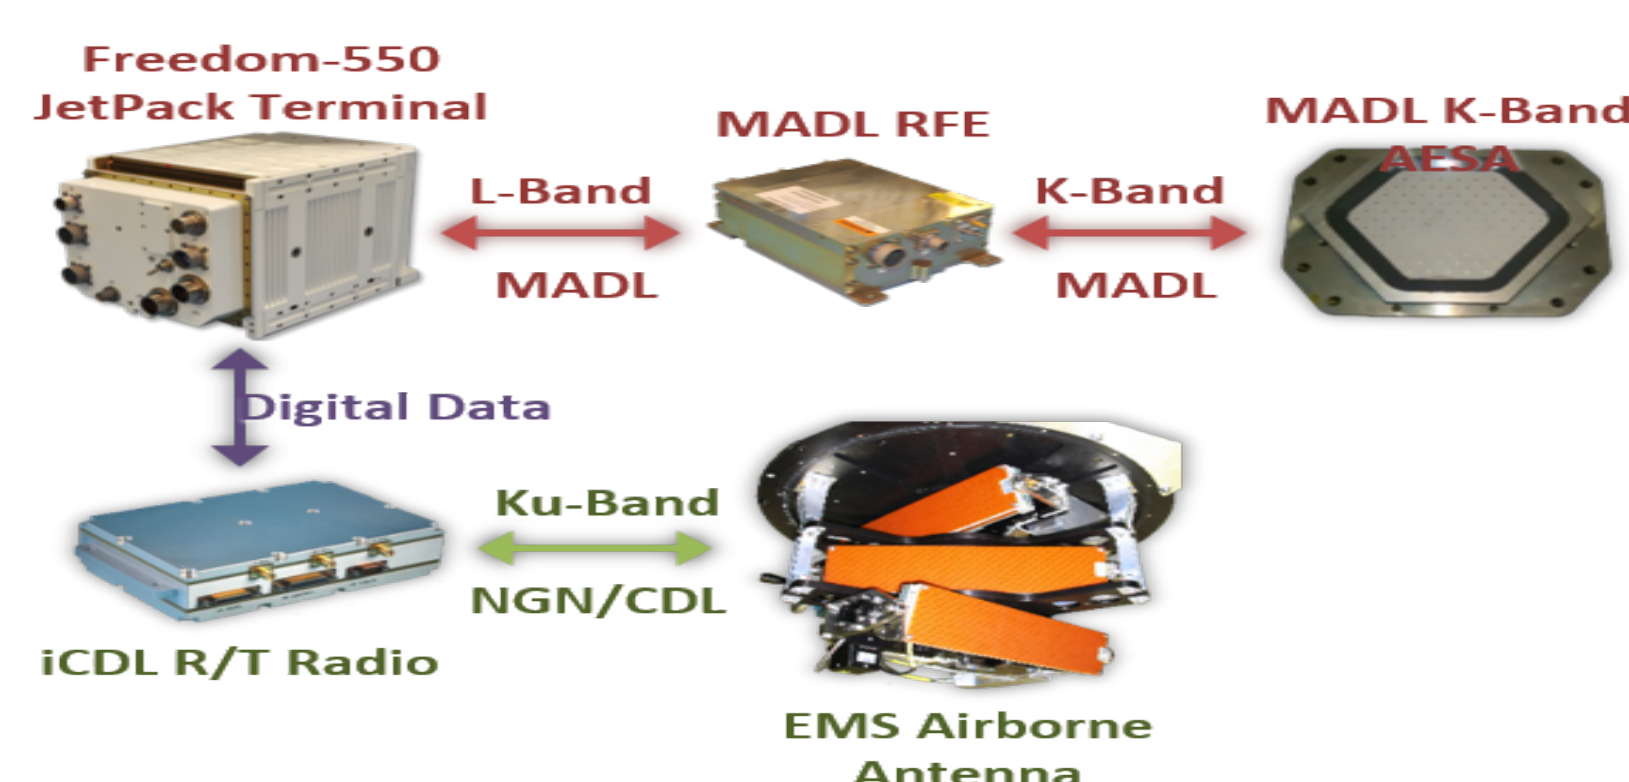 Freedom-550
JetPack Terminal
MADL RFE
MADL K-Band
AESA
L-Band
MADL
K-Band
MADL
Digital Data
Ku-Band
NGN/CDL
iCDL R/T Radio
EMS Airborne
Antenna